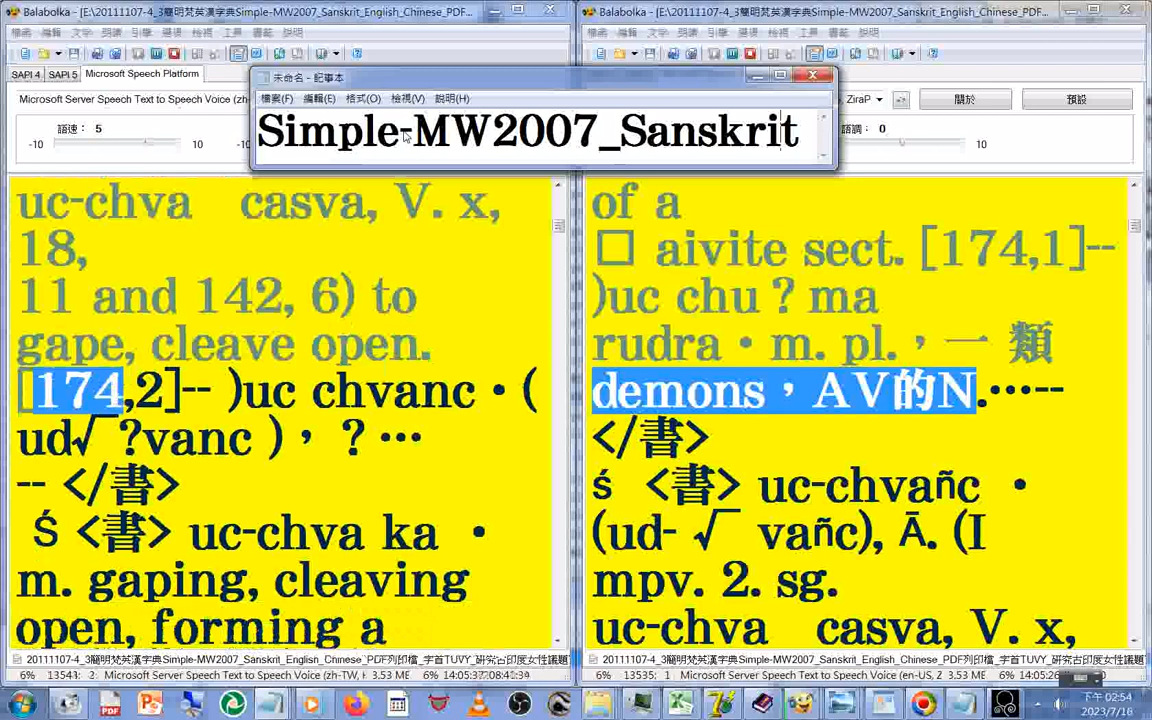 Balabolka - [E:\20111107-4_3簡明梵英漢字典Simple-MW2007_Sanskrit_English_Chinese_PDF...
Balabolka - [E:\20111107-4_3簡明梵英漢字典Simple-MW2007_Sanskrit_English_Chinese_PDF...
SAPI 4 SAPI 5 Microsoft Speech Platform
未命名 - 記事本
檔案(F) 編輯(E) 格式(O) 檢視(V) 說明(H)
Simple-MW2007_Sanskrit
Microsoft Server Speech Text to Speech Voice (zh-
ZiraP
關於
預設
語速: 5
-10
10
語調: 0
10
uc-chva casva, V. x,
18,
11 and 142, 6) to
gape, cleave open.
[174,2]-- )uc chvanc•(
ud√ ?vanc )，?…
-- </書>
Ś <書> uc-chva ka •
m. gaping, cleaving
open, forming a
of a
□ aivite sect. [174,1]--
)uc chu？ma
rudra•m. pl.，一 類
demons，AV的N.…--
</書>
ś <書> uc-chvañc •
(ud- √ vañc), Ā. (I
mpv. 2. sg.
uc-chva casva, V. x,
20111107-4_3簡明梵英漢字典Simple-MW2007_Sanskrit_English_Chinese_PDF列印檔_字首TUVY_研究古印度女性議題
20111107-4_3簡明梵英漢字典Simple-MW2007_Sanskrit_English_Chinese_PDF列印檔_字首TUVY_研究古印度女性議題
6% 13543: 2: Microsoft Server Speech Text to Speech Voice (zh-TW, 3.53 MB
6% 13535: 1: Microsoft Server Speech Text to Speech Voice (en-US, Z 3.53 MB
下午 02:54
2023/7/16